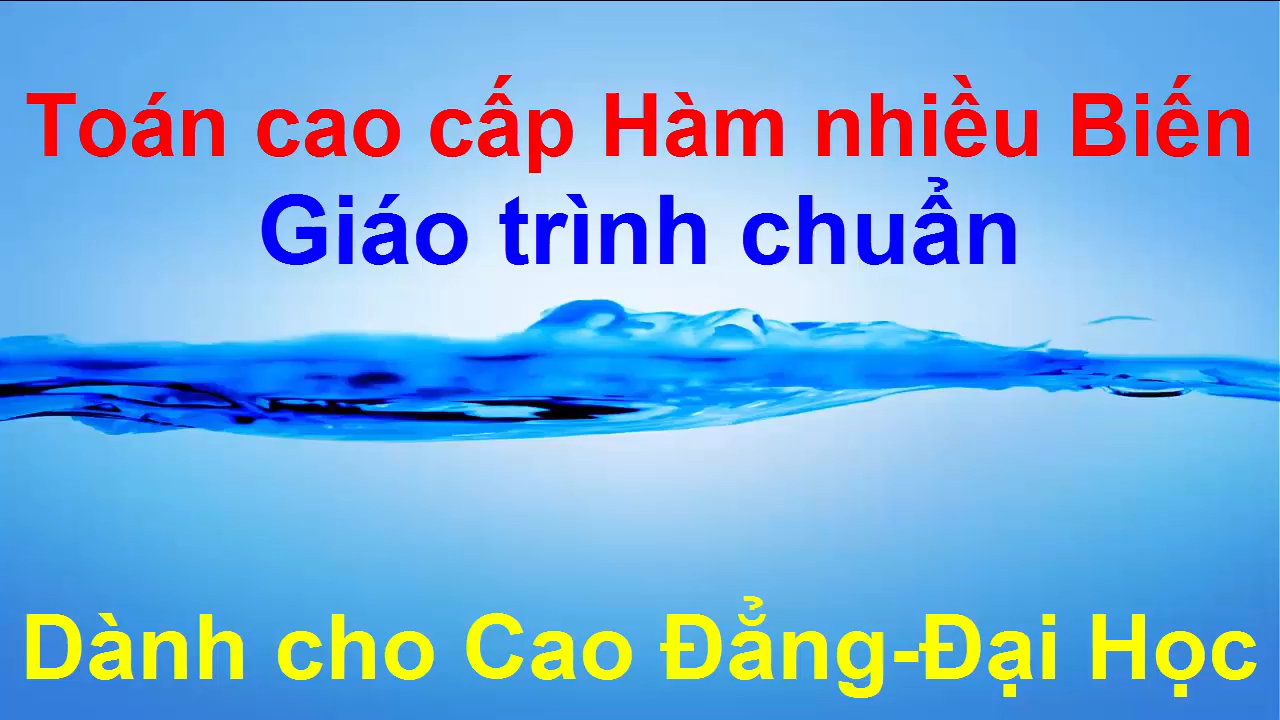 Toán cao cấp Hàm nhiều Biến
Giáo trình chuẩn
Dành cho Cao Đẳng-Đại Học